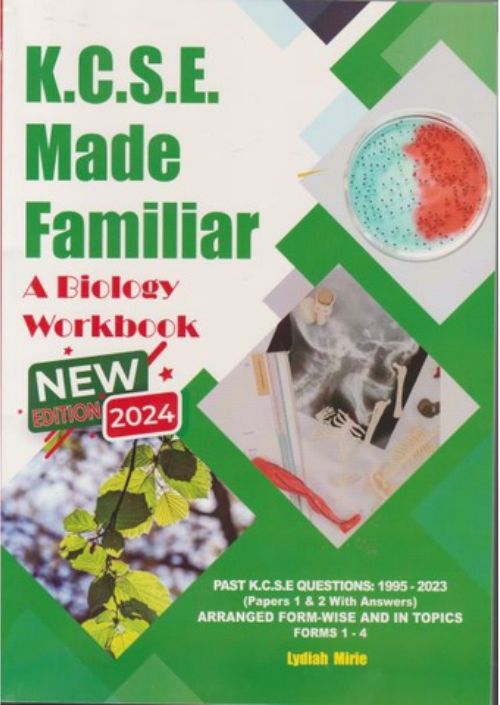 K.C.S.E.
Made
Familiar
A Biology
Workbook
NEW
EDITION 2024
PAST K.C.S.E QUESTIONS: 1995 - 2023
(Papers 1 & 2 With Answers)
ARRANGED FORM-WISE AND IN TOPICS
FORMS 1 - 4
Lydiah Mirie